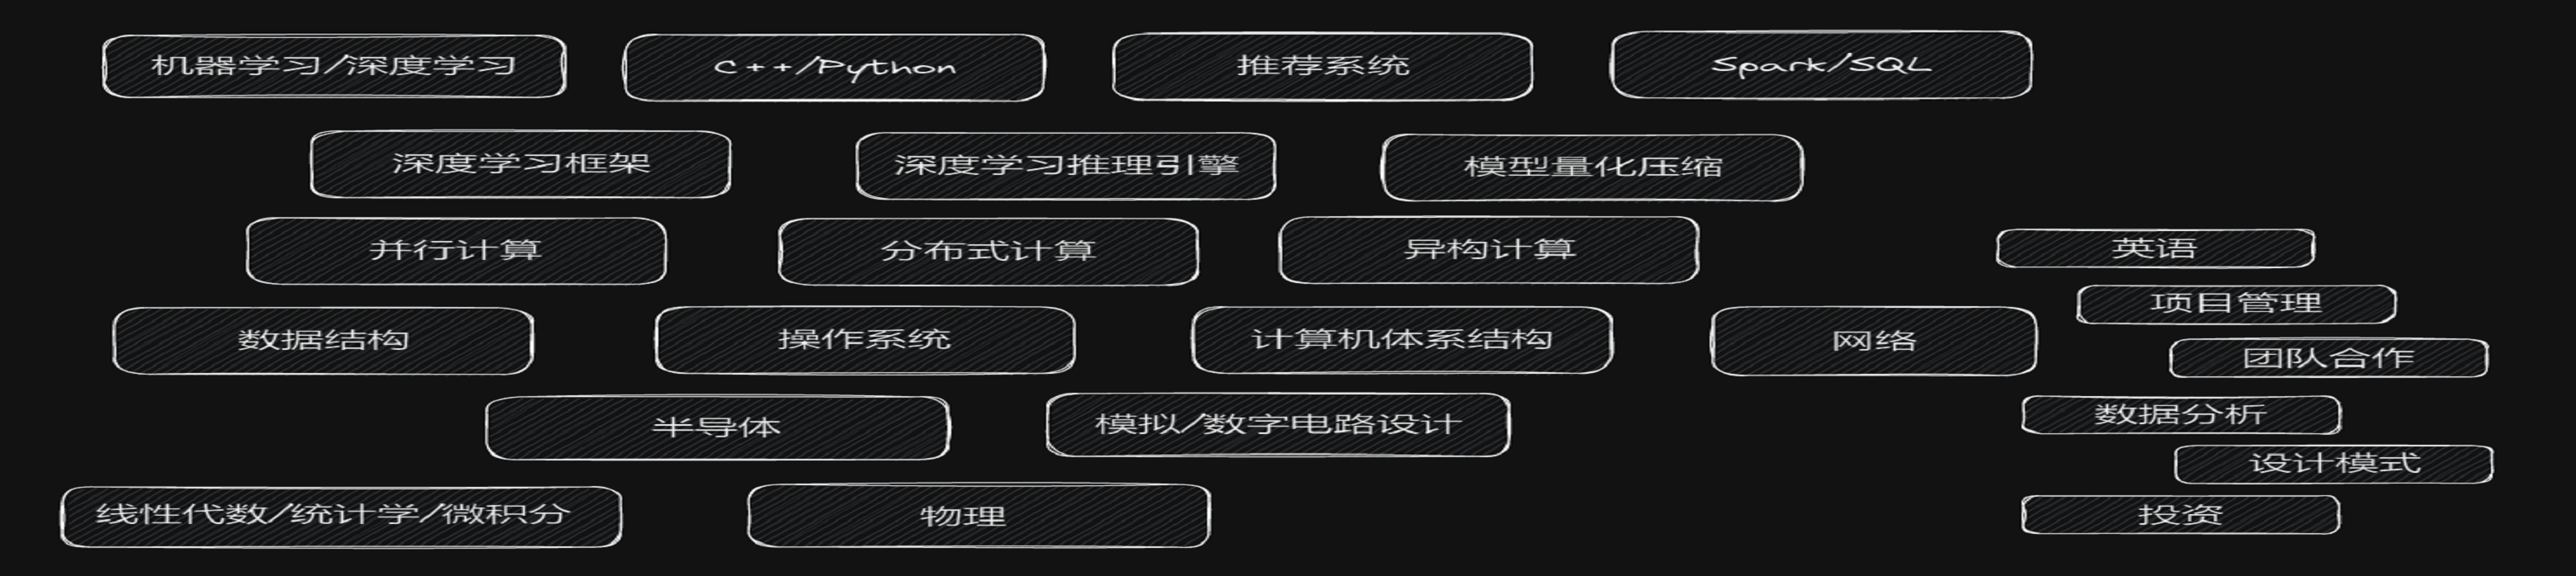 机器学习/深度学习
C++/Python
推荐系统
Spark/SQL
深度学习框架
深度学习推理引擎
模型量化压缩
并行计算
分布式计算
异构计算
数据结构
操作系统
计算机体系结构
网络
半导体
模拟/数字电路设计
线性代数/统计学/微积分
物理
英语
项目管理
团队合作
数据分析
设计模式
投资